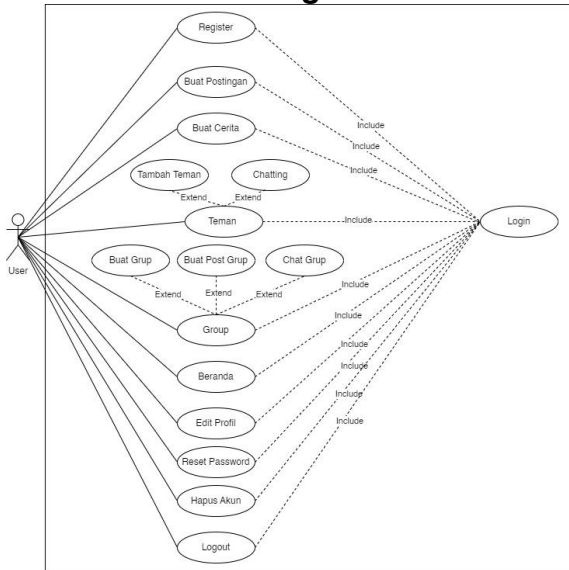 Register
Buat Postingan
Include
Buat Cerita
Include
Include
Tambah Teman
Chatting
Extend
Extend
Teman
Include
Login
User
Buat Grup
Buat Post Grup
Chat Grup
Extend
Extend
Extend
Include
Group
Include
Include
Beranda
Include
Include
Edit Profil
Include
Reset Password
Hapus Akun
Logout